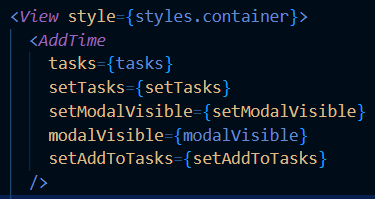 <View style={styles.container}>
<AddTime
tasks={tasks}
setTasks={setTasks}
setModalVisible={setModalVisible}
modalVisible={modalVisible}
setAddToTasks={setAddToTasks}
/>